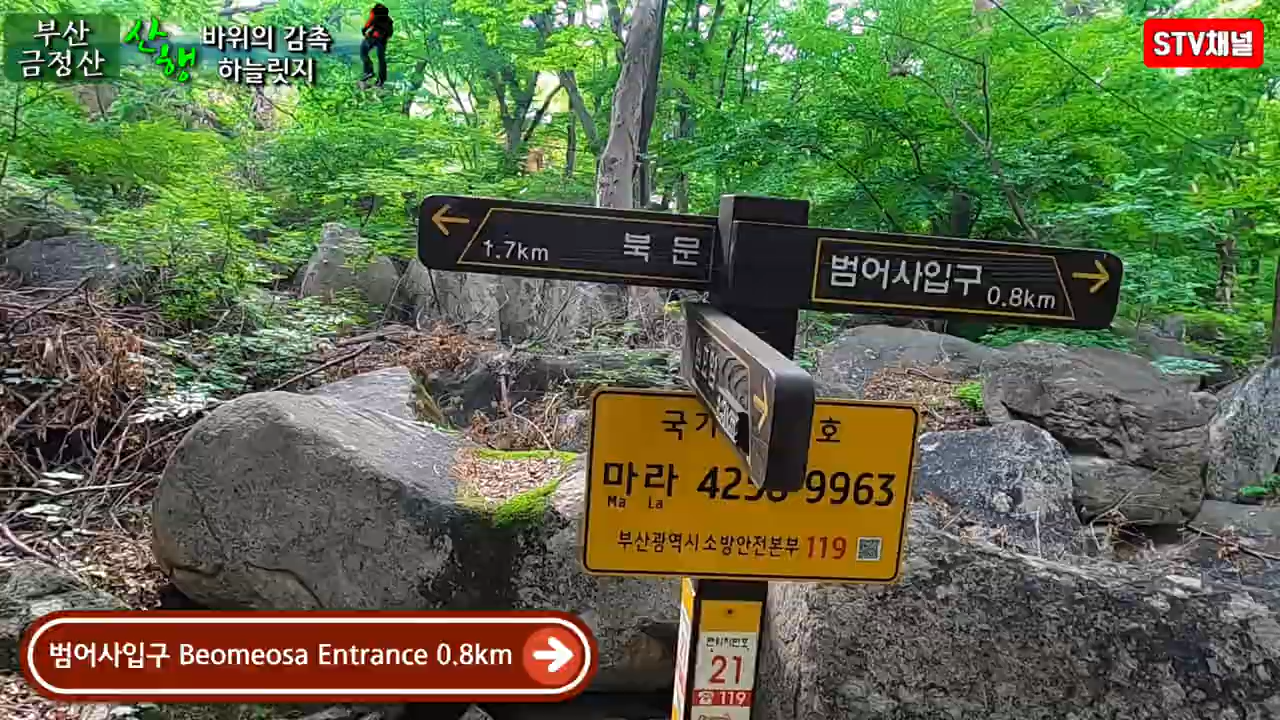 부산
금정산
산행
바위의 감촉
하늘릿지
STV채널
1.7km 북문
범어사입구 0.8km
마라 9963
Ma La
부산광역시소방안전본부 119
21
☎119
범어사입구 Beomeosa Entrance 0.8km